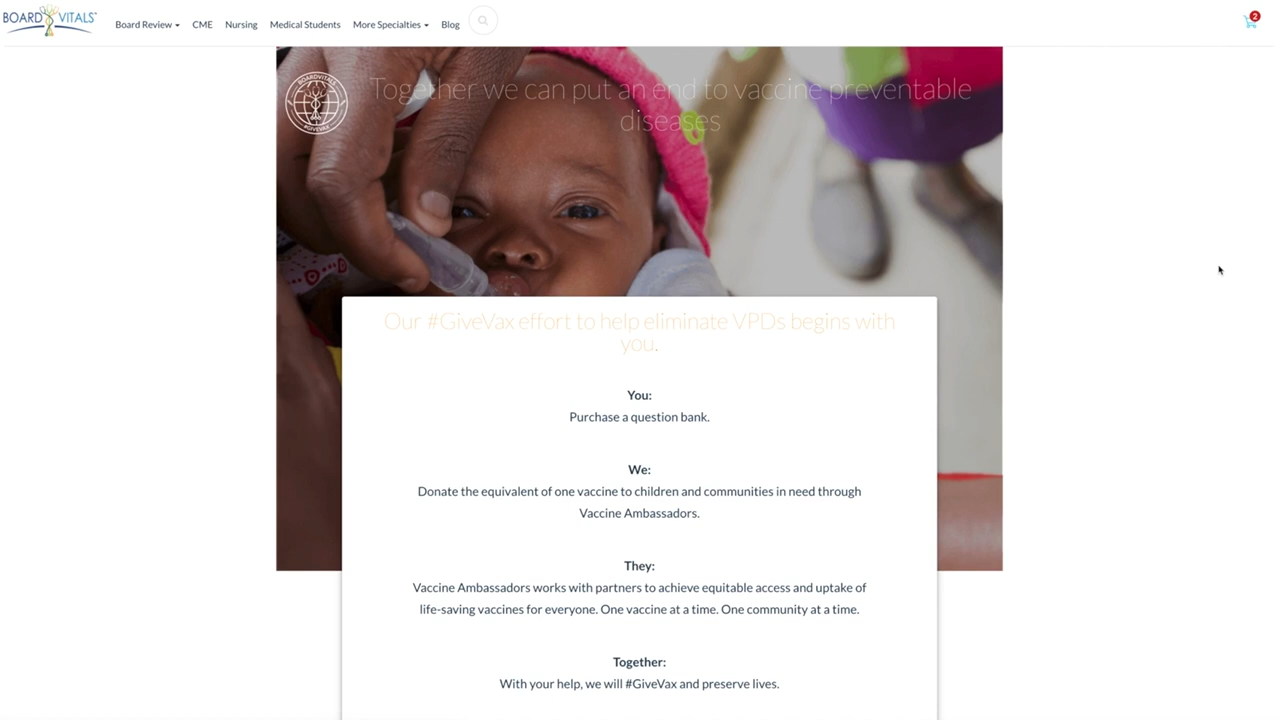 BOARD VITALS
Board Review
CME
Nursing
Medical Students
More Specialties
Blog
2
BOARDVITALS
#GIVEVAX
Together we can put an end to vaccine preventable
diseases
Our #GiveVax effort to help eliminate VPDs begins with
you.
You:
Purchase a question bank.
We:
Donate the equivalent of one vaccine to children and communities in need through
Vaccine Ambassadors.
They:
Vaccine Ambassadors works with partners to achieve equitable access and uptake of
life-saving vaccines for everyone. One vaccine at a time. One community at a time.
Together:
With your help, we will #GiveVax and preserve lives.